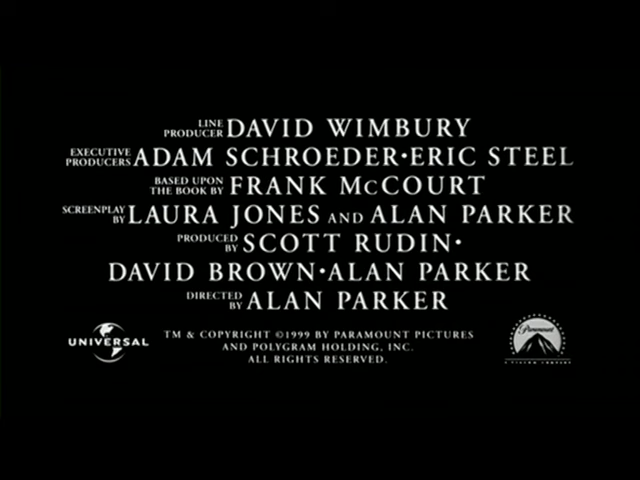 LINE PRODUCER DAVID WIMBURY
EXECUTIVE PRODUCERS ADAM SCHROEDER·ERIC STEEL
BASED UPON THE BOOK BY FRANK McCOURT
SCREENPLAY BY LAURA JONES AND ALAN PARKER
PRODUCED BY SCOTT RUDIN·
DAVID BROWN·ALAN PARKER
DIRECTED BY ALAN PARKER
UNIVERSAL
TM & COPYRIGHT ©1999 BY PARAMOUNT PICTURES
AND POLYGRAM HOLDING, INC.
ALL RIGHTS RESERVED.
Paramount